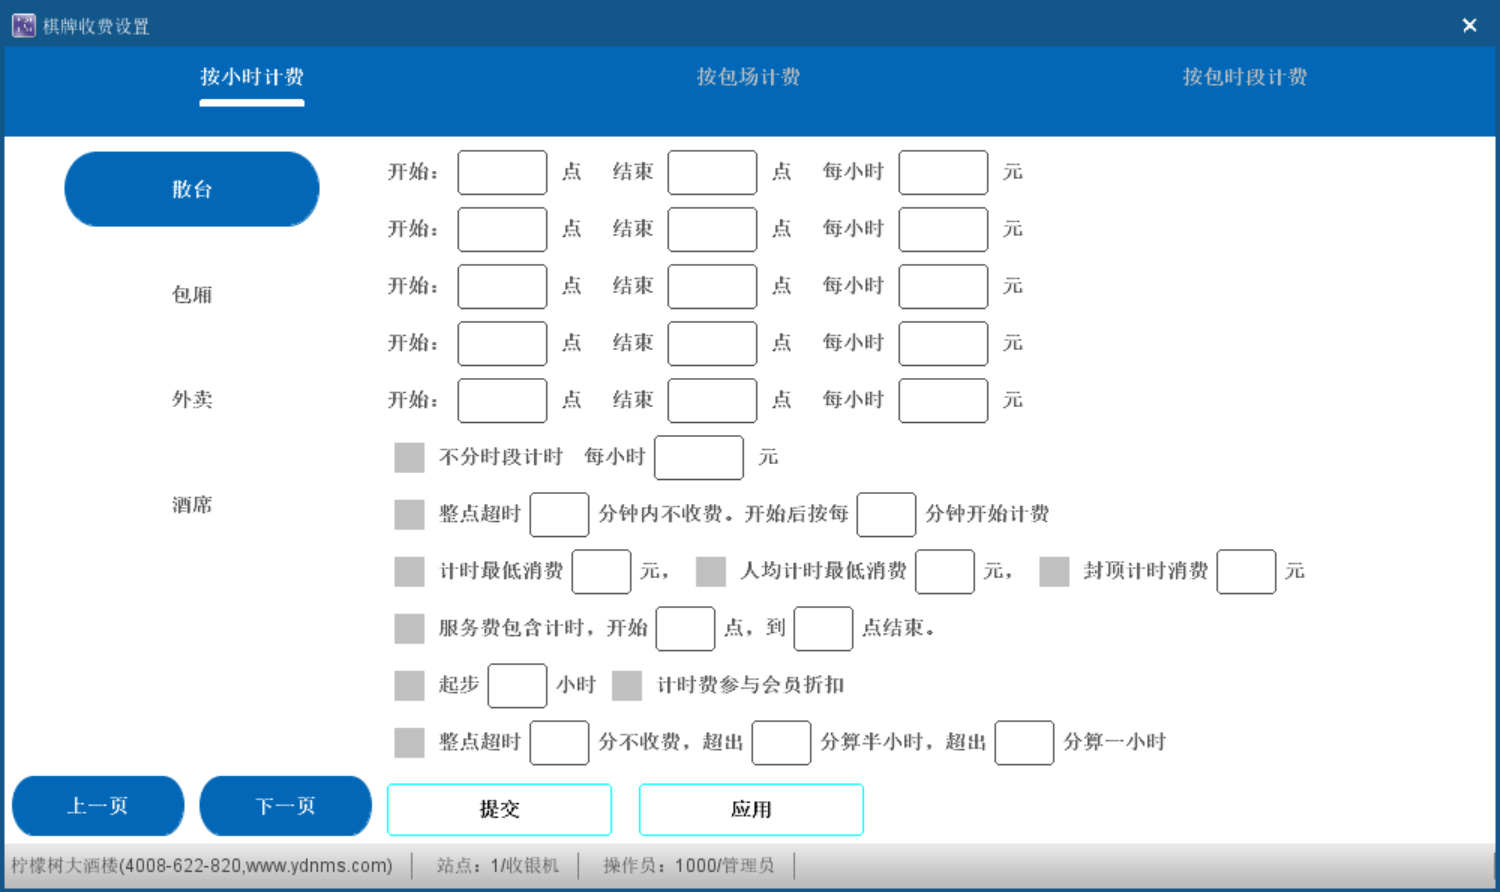 棋牌收费设置
按小时计费 按包场计费 按包时段计费
散台
包厢
外卖
酒席
开始： 点 结束 点 每小时 元
开始： 点 结束 点 每小时 元
开始： 点 结束 点 每小时 元
开始： 点 结束 点 每小时 元
开始： 点 结束 点 每小时 元
不分时段计时 每小时 元
整点超时 分钟内不收费。开始后按每 分钟开始计费
计时最低消费 元， 人均计时最低消费 元， 封顶计时消费 元
服务费包含计时，开始 点，到 点结束。
起步 小时 计时费参与会员折扣
整点超时 分不收费，超出 分算半小时，超出 分算一小时
上一页 下一页 提交 应用
柠檬树大酒楼(4008-622-820,www.ydnms.com) 站点：1/收银机 操作员：1000/管理员